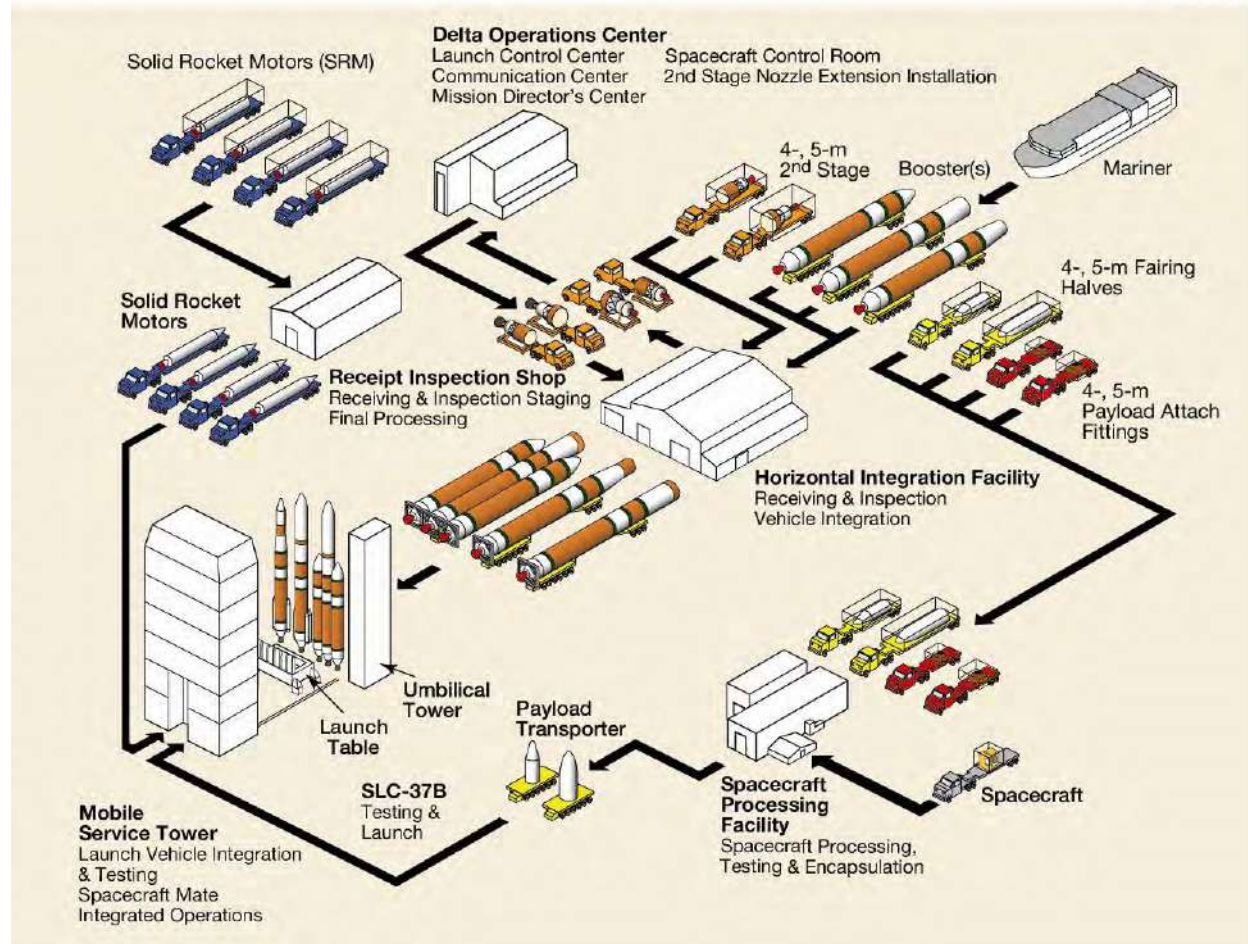 Solid Rocket Motors (SRM)
Delta Operations Center
Launch Control Center
Communication Center
Mission Director's Center
Spacecraft Control Room
2nd Stage Nozzle Extension Installation
4-, 5-m
2nd Stage
Booster(s)
Mariner
4-, 5-m Fairing
Halves
4-, 5-m
Payload Attach
Fittings
Solid Rocket
Motors
Receipt Inspection Shop
Receiving & Inspection Staging
Final Processing
Horizontal Integration Facility
Receiving & Inspection
Vehicle Integration
Umbilical
Tower
Launch
Table
Payload
Transporter
SLC-37B
Testing &
Launch
Mobile
Service Tower
Launch Vehicle Integration
& Testing
Spacecraft Mate
Integrated Operations
Spacecraft
Processing
Facility
Spacecraft Processing,
Testing & Encapsulation
Spacecraft